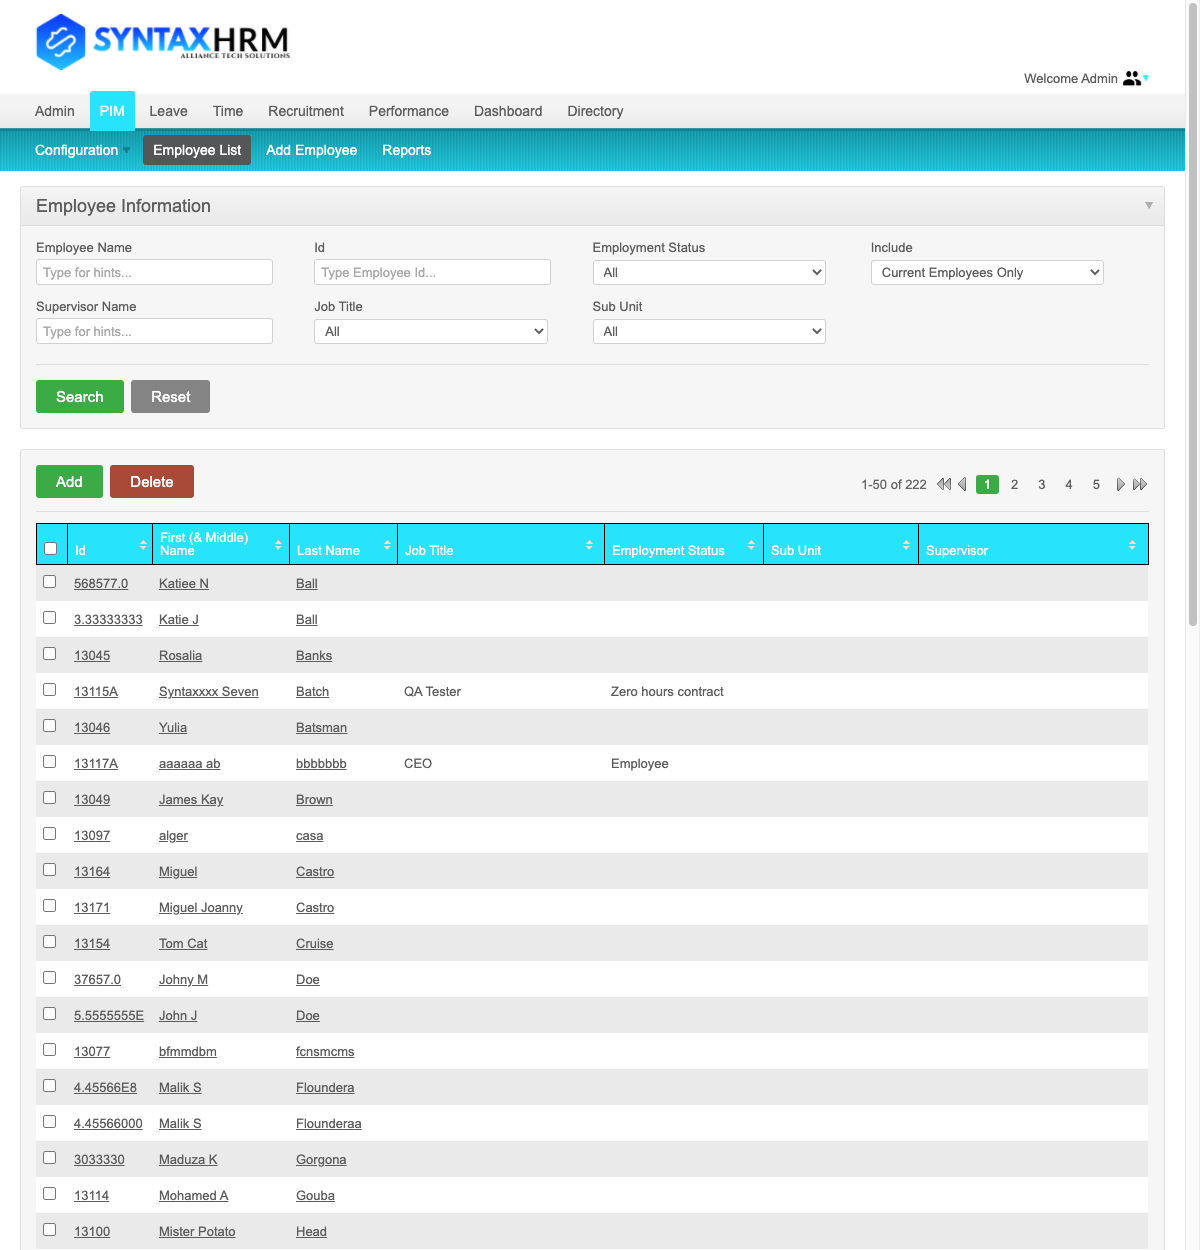 SYNTAXHRM
ALLIANCE TECH SOLUTIONS
Welcome Admin
Admin PIM Leave Time Recruitment Performance Dashboard Directory
Configuration Employee List Add Employee Reports
Employee Information
Employee Name Id Employment Status Include
Type for hints... Type Employee Id... All Current Employees Only
Supervisor Name Job Title Sub Unit
Type for hints... All All
Search Reset
Add Delete
1-50 of 222 1 2 3 4 5
Id First (& Middle) Name Last Name Job Title Employment Status Sub Unit Supervisor
568577.0 Katiee N Ball
3.33333333 Katie J Ball
13045 Rosalia Banks
13115A Syntaxxxx Seven Batch QA Tester Zero hours contract
13046 Yulia Batsman
13117A aaaaaa ab bbbbbbb CEO Employee
13049 James Kay Brown
13097 alger casa
13164 Miguel Castro
13171 Miguel Joanny Castro
13154 Tom Cat Cruise
37657.0 Johny M Doe
5.5555555E John J Doe
13077 bfmmdbm fcnsmcms
4.45566E8 Malik S Floundera
4.45566000 Malik S Flounderaa
3033330 Maduza K Gorgona
13114 Mohamed A Gouba
13100 Mister Potato Head